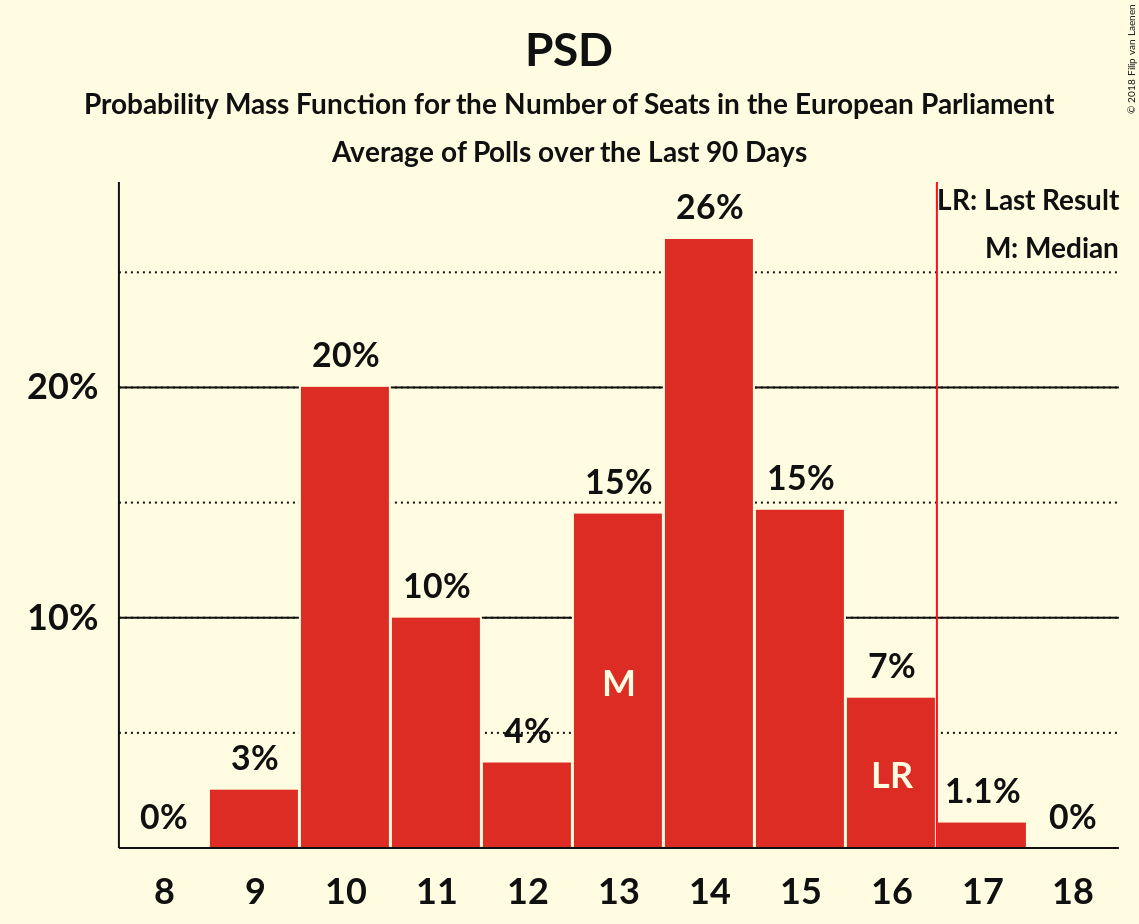 PSD
Probability Mass Function for the Number of Seats in the European Parliament
Average of Polls over the Last 90 Days
© 2018 Filip van Laenen
LR: Last Result
M: Median
26%
20%
20%
15%
15%
10%
10%
M
7%
4%
3%
LR
1.1%
0%
0%
8 9 10 11 12 13 14 15 16 17 18